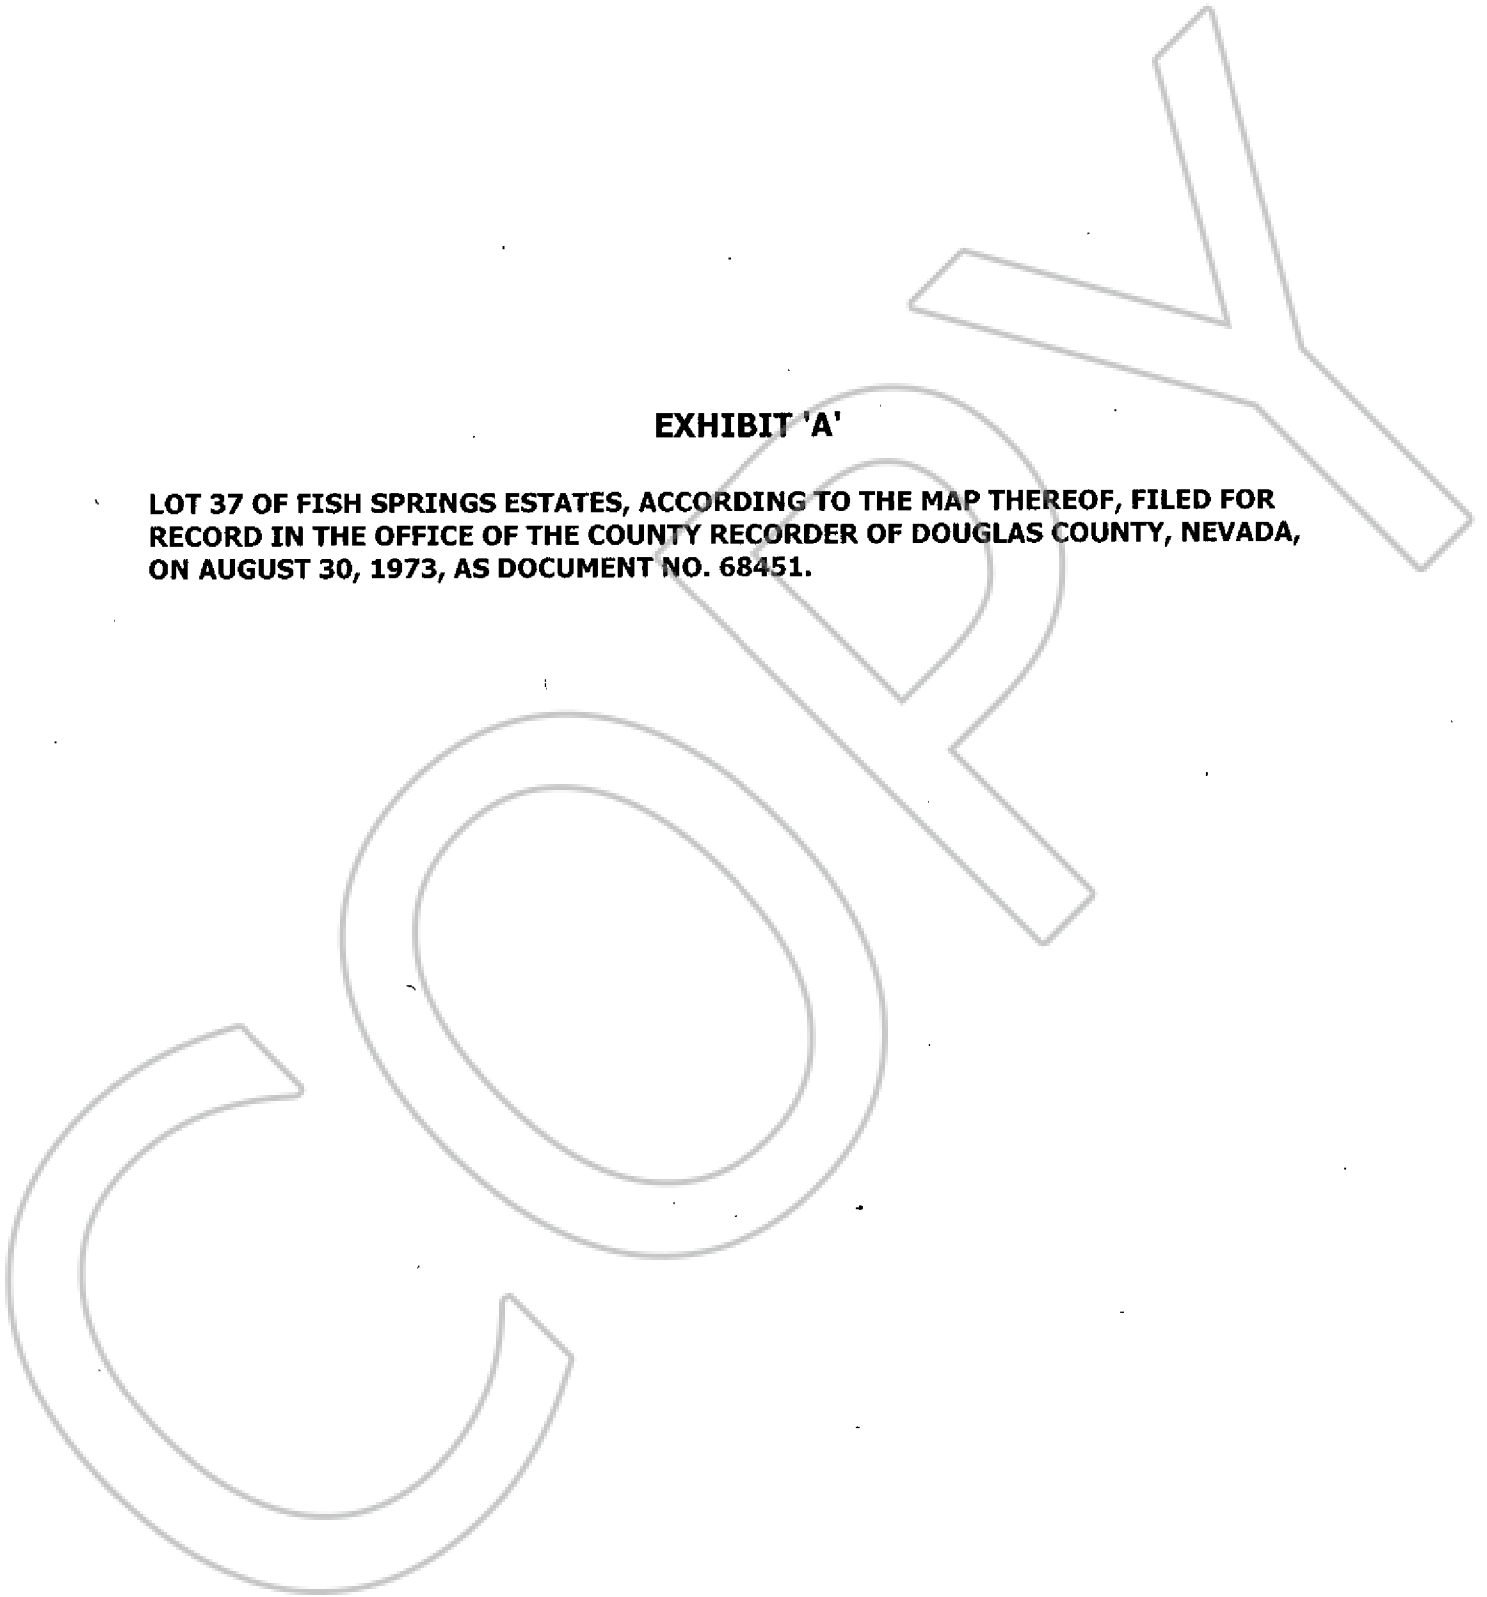 EXHIBIT 'A'
LOT 37 OF FISH SPRINGS ESTATES, ACCORDING TO THE MAP THEREOF, FILED FOR
RECORD IN THE OFFICE OF THE COUNTY RECORDER OF DOUGLAS COUNTY, NEVADA,
ON AUGUST 30, 1973, AS DOCUMENT NO. 68451.
COPY